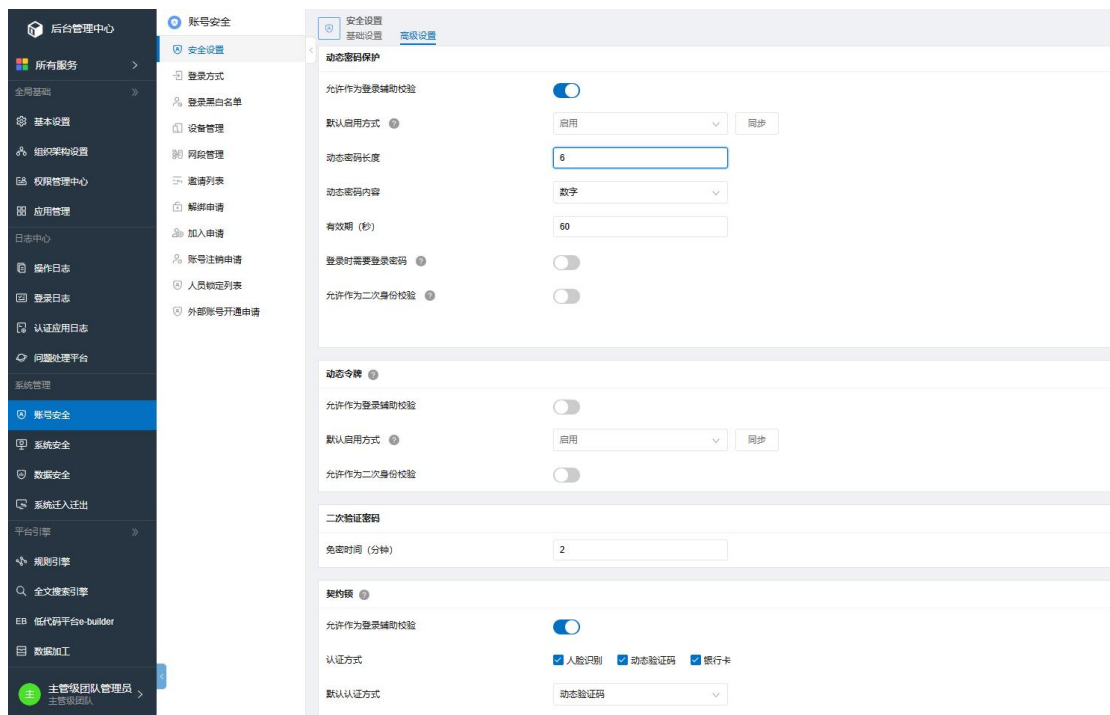 后台管理中心
所有服务
全局基础
基本设置
组织架构设置
权限管理中心
应用管理
日志中心
操作日志
登录日志
认证应用日志
问题处理平台
系统管理
账号安全
系统安全
数据安全
系统迁入迁出
平台引擎
规则引擎
全文搜索引擎
EB 低代码平台e-builder
数据加工
主 主管级团队管理员
主管级团队
账号安全
安全设置
登录方式
登录黑白名单
设备管理
网段管理
邀请列表
解绑申请
加入申请
账号注销申请
人员锁定列表
外部账号开通申请
安全设置
基础设置 高级设置
动态密码保护
允许作为登录辅助校验
默认启用方式 ? 启用 同步
动态密码长度 6
动态密码内容 数字
有效期（秒） 60
登录时需要登录密码 ?
允许作为二次身份校验 ?
动态令牌 ?
允许作为登录辅助校验
默认启用方式 ? 启用 同步
允许作为二次身份校验
二次验证密码
免密时间（分钟） 2
契约锁 ?
允许作为登录辅助校验
认证方式 人脸识别 动态验证码 银行卡
默认认证方式 动态验证码